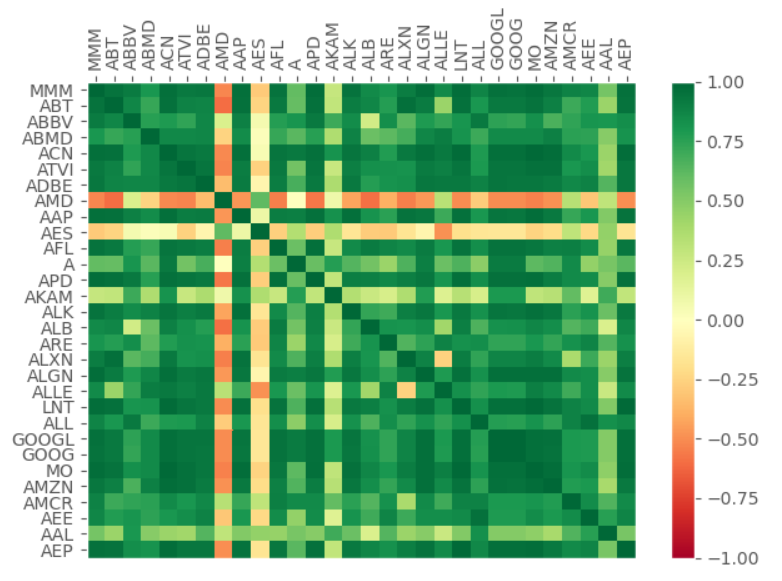 MMM ABT ABBV ABMD ACN ATVI ADBE AMD AAP AES AFL A APD AKAM ALK ALB ARE ALXN ALGN ALLE LNT ALL GOOGL GOOG MO AMZN AMCR AEE AAL AEP
MMM
ABT
ABBV
ABMD
ACN
ATVI
ADBE
AMD
AAP
AES
AFL
A
APD
AKAM
ALK
ALB
ARE
ALXN
ALGN
ALLE
LNT
ALL
GOOGL
GOOG
MO
AMZN
AMCR
AEE
AAL
AEP
1.00
0.75
0.50
0.25
0.00
−0.25
−0.50
−0.75
−1.00